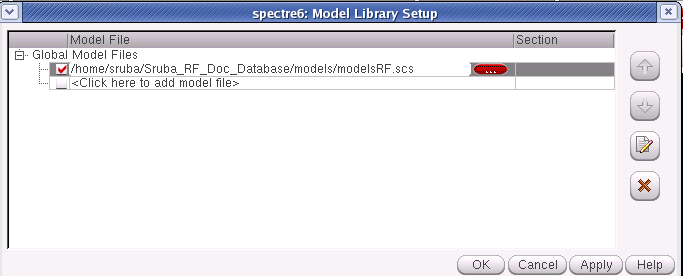 spectre6: Model Library Setup
Model File Section
Global Model Files
/home/sruba/Sruba_RF_Doc_Database/models/modelsRF.scs ...
<Click here to add model file>
OK Cancel Apply Help